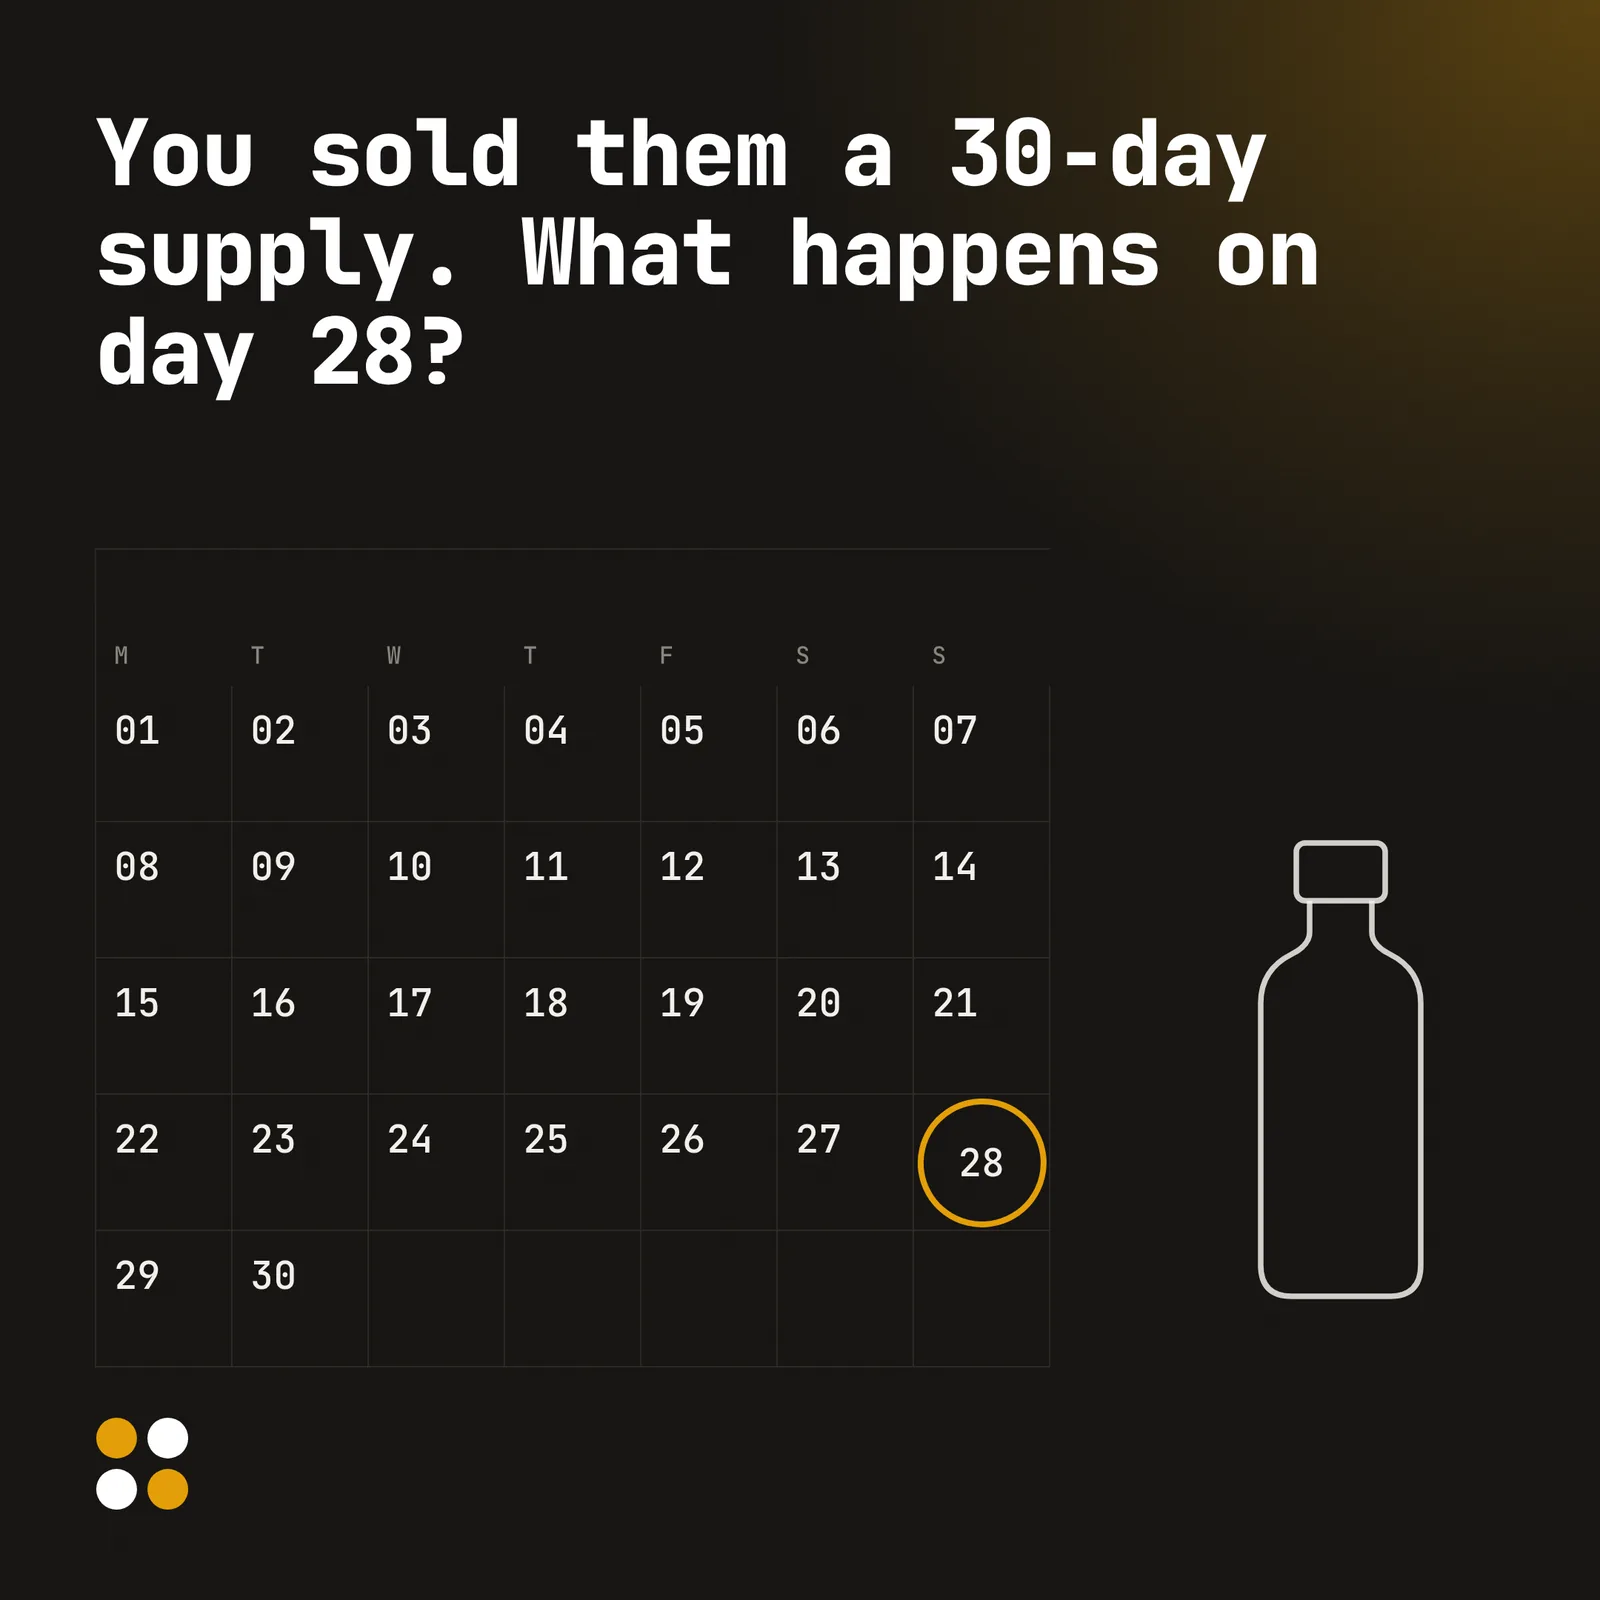 You sold them a 30-day
supply. What happens on
day 28?
M T W T F S S
01 02 03 04 05 06 07
08 09 10 11 12 13 14
15 16 17 18 19 20 21
22 23 24 25 26 27 28
29 30